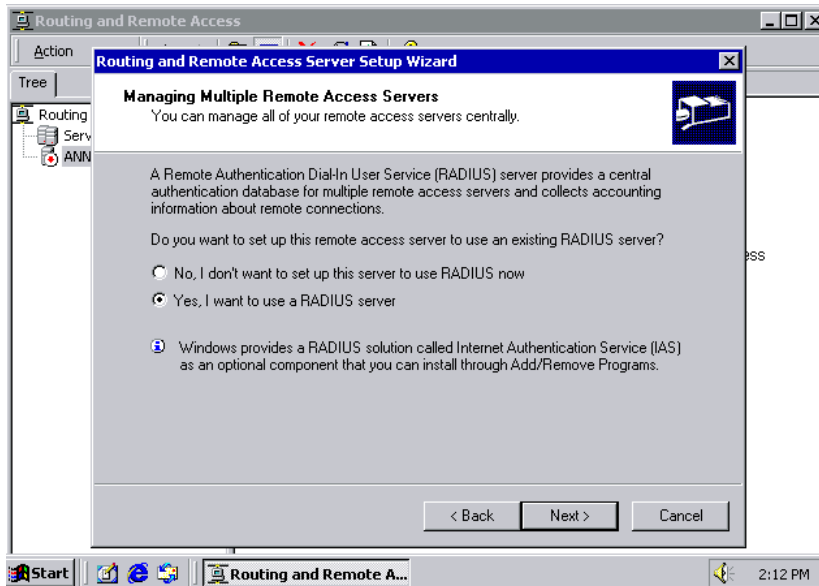 Routing and Remote Access
Action
Tree
Routing and Remote Access Server Setup Wizard
Managing Multiple Remote Access Servers
You can manage all of your remote access servers centrally.
Routing
Serv
ANN
A Remote Authentication Dial-In User Service (RADIUS) server provides a central
authentication database for multiple remote access servers and collects accounting
information about remote connections.
Do you want to set up this remote access server to use an existing RADIUS server?
ess
No, I don't want to set up this server to use RADIUS now
Yes, I want to use a RADIUS server
Windows provides a RADIUS solution called Internet Authentication Service (IAS)
as an optional component that you can install through Add/Remove Programs.
< Back
Next >
Cancel
Start
Routing and Remote A...
2:12 PM